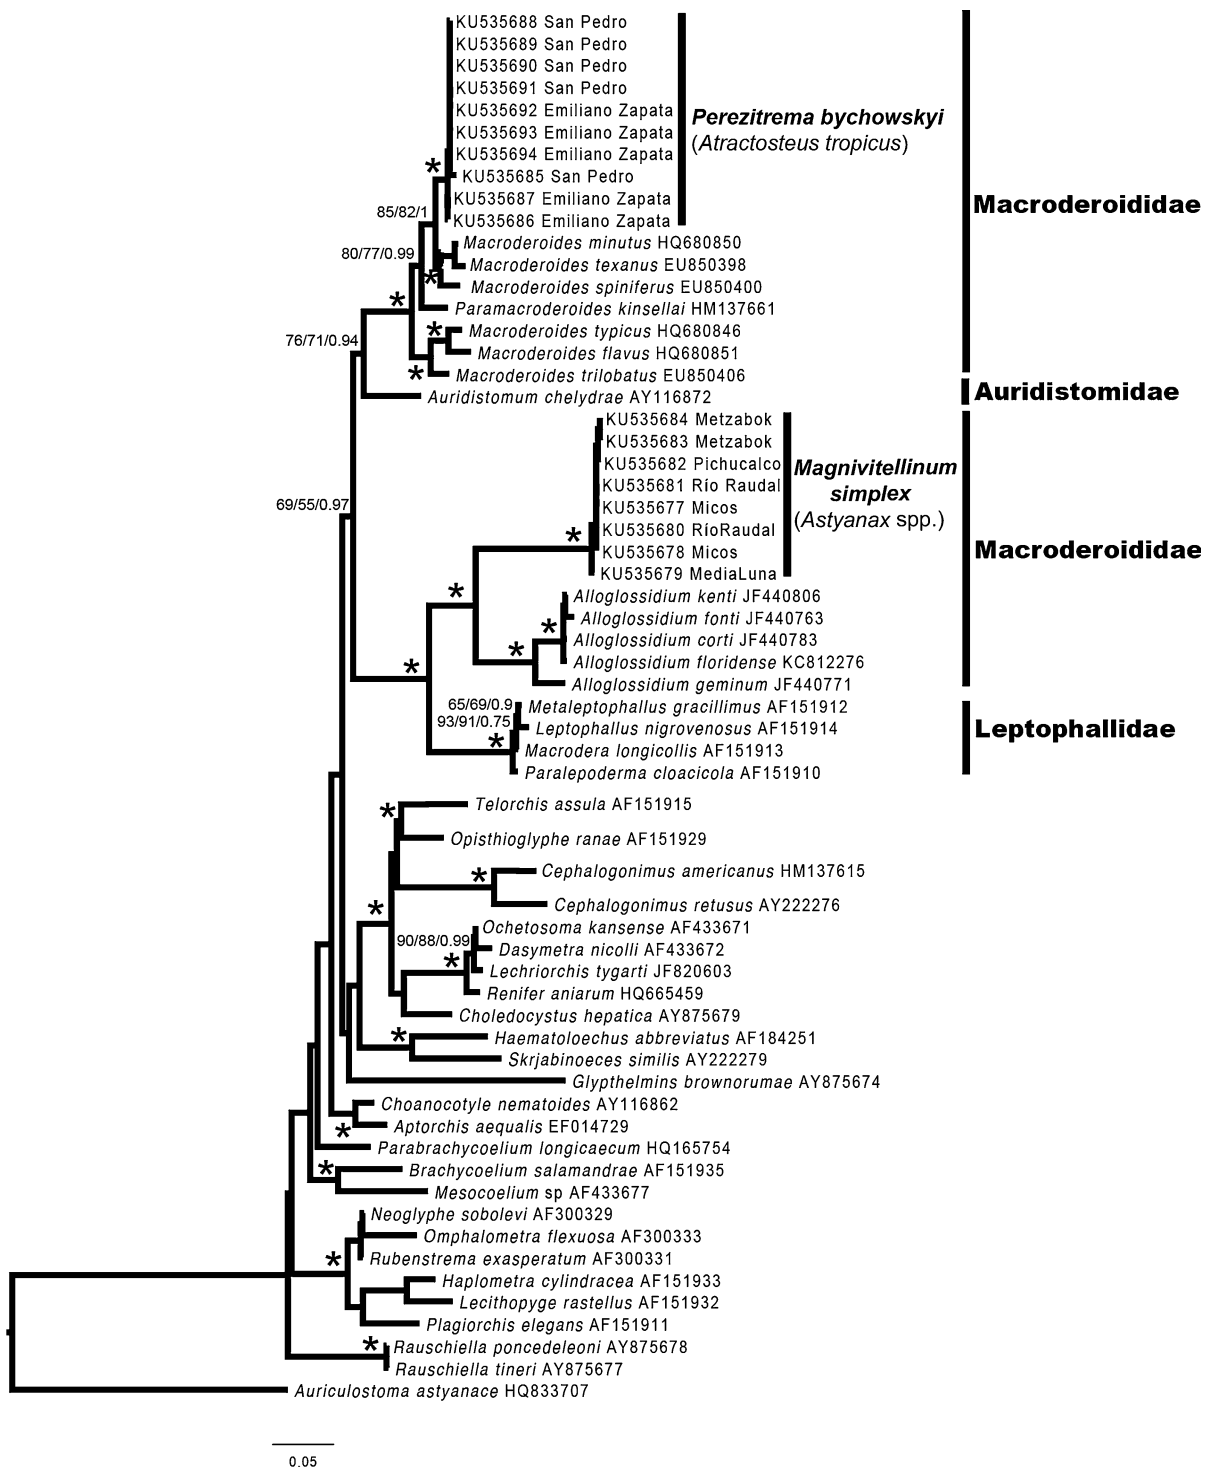 KU535688 San Pedro
KU535689 San Pedro
KU535690 San Pedro
KU535691 San Pedro
KU535692 Emiliano Zapata
KU535693 Emiliano Zapata
KU535694 Emiliano Zapata
KU535685 San Pedro
KU535687 Emiliano Zapata
KU535686 Emiliano Zapata
Perezitrema bychowskyi
(Atractosteus tropicus)
Macroderoididae
*
85/82/1
80/77/0.99
*
*
76/71/0.94
*
*
Macroderoides minutus HQ680850
Macroderoides texanus EU850398
Macroderoides spiniferus EU850400
Paramacroderoides kinsellai HM137661
Macroderoides typicus HQ680846
Macroderoides flavus HQ680851
Macroderoides trilobatus EU850406
Auridistomum chelydrae AY116872
Auridistomidae
KU535684 Metzabok
KU535683 Metzabok
KU535682 Pichucalco
KU535681 Río Raudal
KU535677 Micos
KU535680 RíoRaudal
KU535678 Micos
KU535679 MediaLuna
Magnivitellinum
simplex
(Astyanax spp.)
Macroderoididae
69/55/0.97
*
*
*
*
*
Alloglossidium kenti JF440806
Alloglossidium fonti JF440763
Alloglossidium corti JF440783
Alloglossidium floridense KC812276
Alloglossidium geminum JF440771
65/69/0.9
93/91/0.75
*
Metaleptophallus gracillimus AF151912
Leptophallus nigrovenosus AF151914
Macrodera longicollis AF151913
Paralepoderma cloacicola AF151910
Leptophallidae
*
Telorchis assula AF151915
Opisthioglyphe ranae AF151929
*
Cephalogonimus americanus HM137615
Cephalogonimus retusus AY222276
*
Ochetosoma kansense AF433671
90/88/0.99
Dasymetra nicolli AF433672
*
Lechriorchis tygarti JF820603
Renifer aniarum HQ665459
Choledocystus hepatica AY875679
*
Haematoloechus abbreviatus AF184251
Skrjabinoeces similis AY222279
Glypthelmins brownorumae AY875674
Choanocotyle nematoides AY116862
Aptorchis aequalis EF014729
*
Parabrachycoelium longicaecum HQ165754
*
Brachycoelium salamandrae AF151935
Mesocoelium sp AF433677
Neoglyphe sobolevi AF300329
Omphalometra flexuosa AF300333
*
Rubenstrema exasperatum AF300331
Haplometra cylindracea AF151933
Lecithopyge rastellus AF151932
Plagiorchis elegans AF151911
*
Rauschiella poncedeleoni AY875678
Rauschiella tineri AY875677
Auriculostoma astyanace HQ833707
0.05